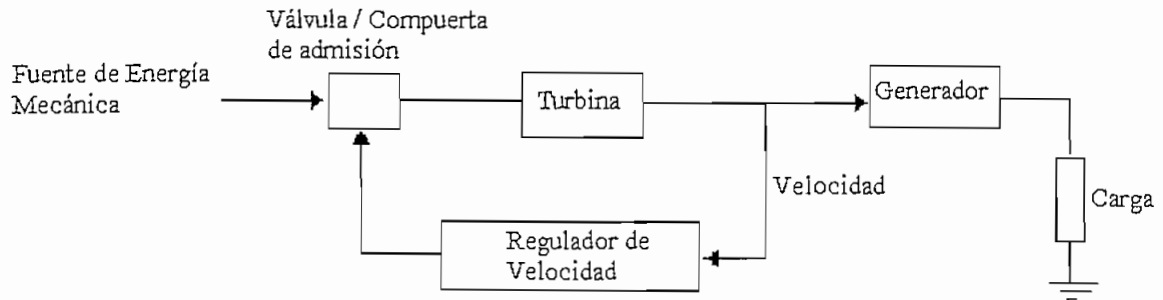 Válvula / Compuerta
de admisión
Fuente de Energía
Mecánica
Turbina
Generador
Velocidad
Carga
Regulador de
Velocidad